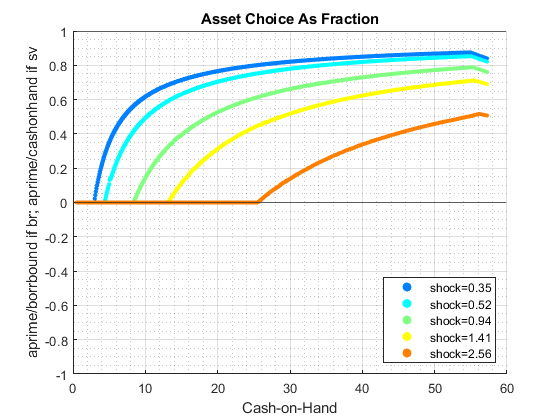 Asset Choice As Fraction
aprime/borrbound if br; aprime/cashonhand if sv
1
0.8
0.6
0.4
0.2
0
-0.2
-0.4
-0.6
-0.8
-1
shock=0.35
shock=0.52
shock=0.94
shock=1.41
shock=2.56
0 10 20 30 40 50 60
Cash-on-Hand